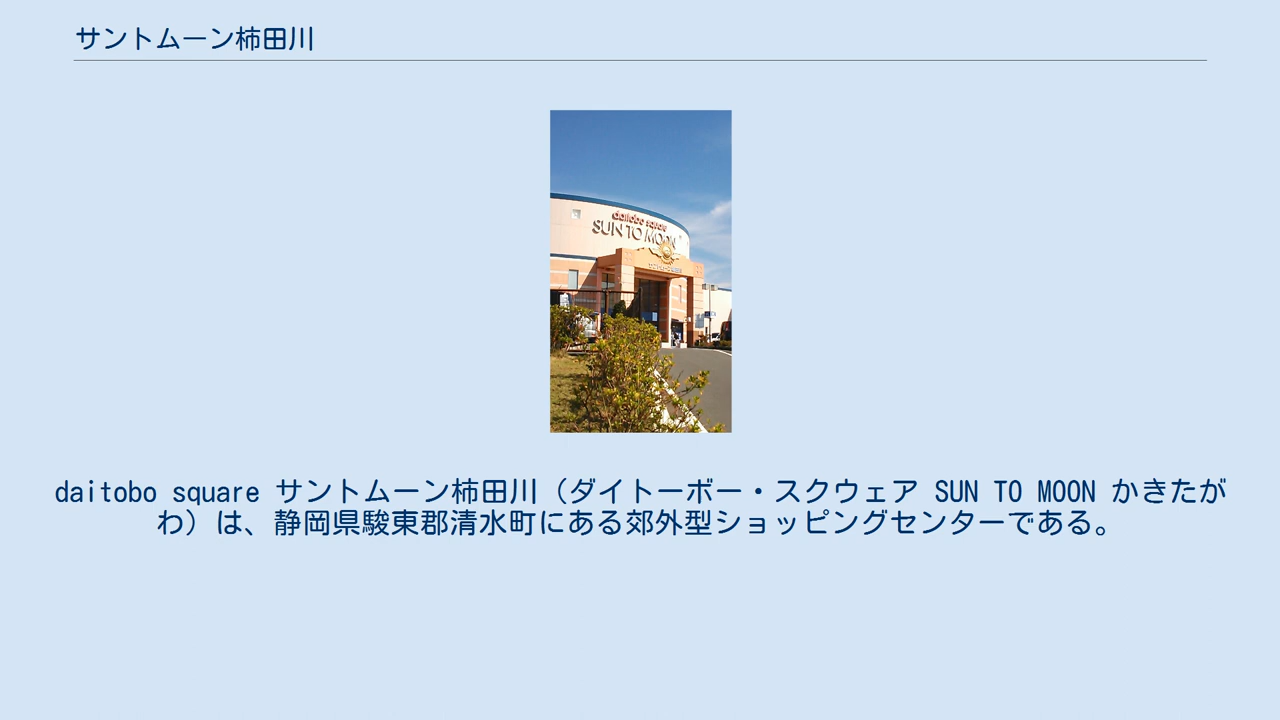 サントムーン柿田川
daitobo square
SUN TO MOON
daitobo square サントムーン柿田川（ダイトーボー・スクウェア SUN TO MOON かきたが
わ）は、静岡県駿東郡清水町にある郊外型ショッピングセンターである。